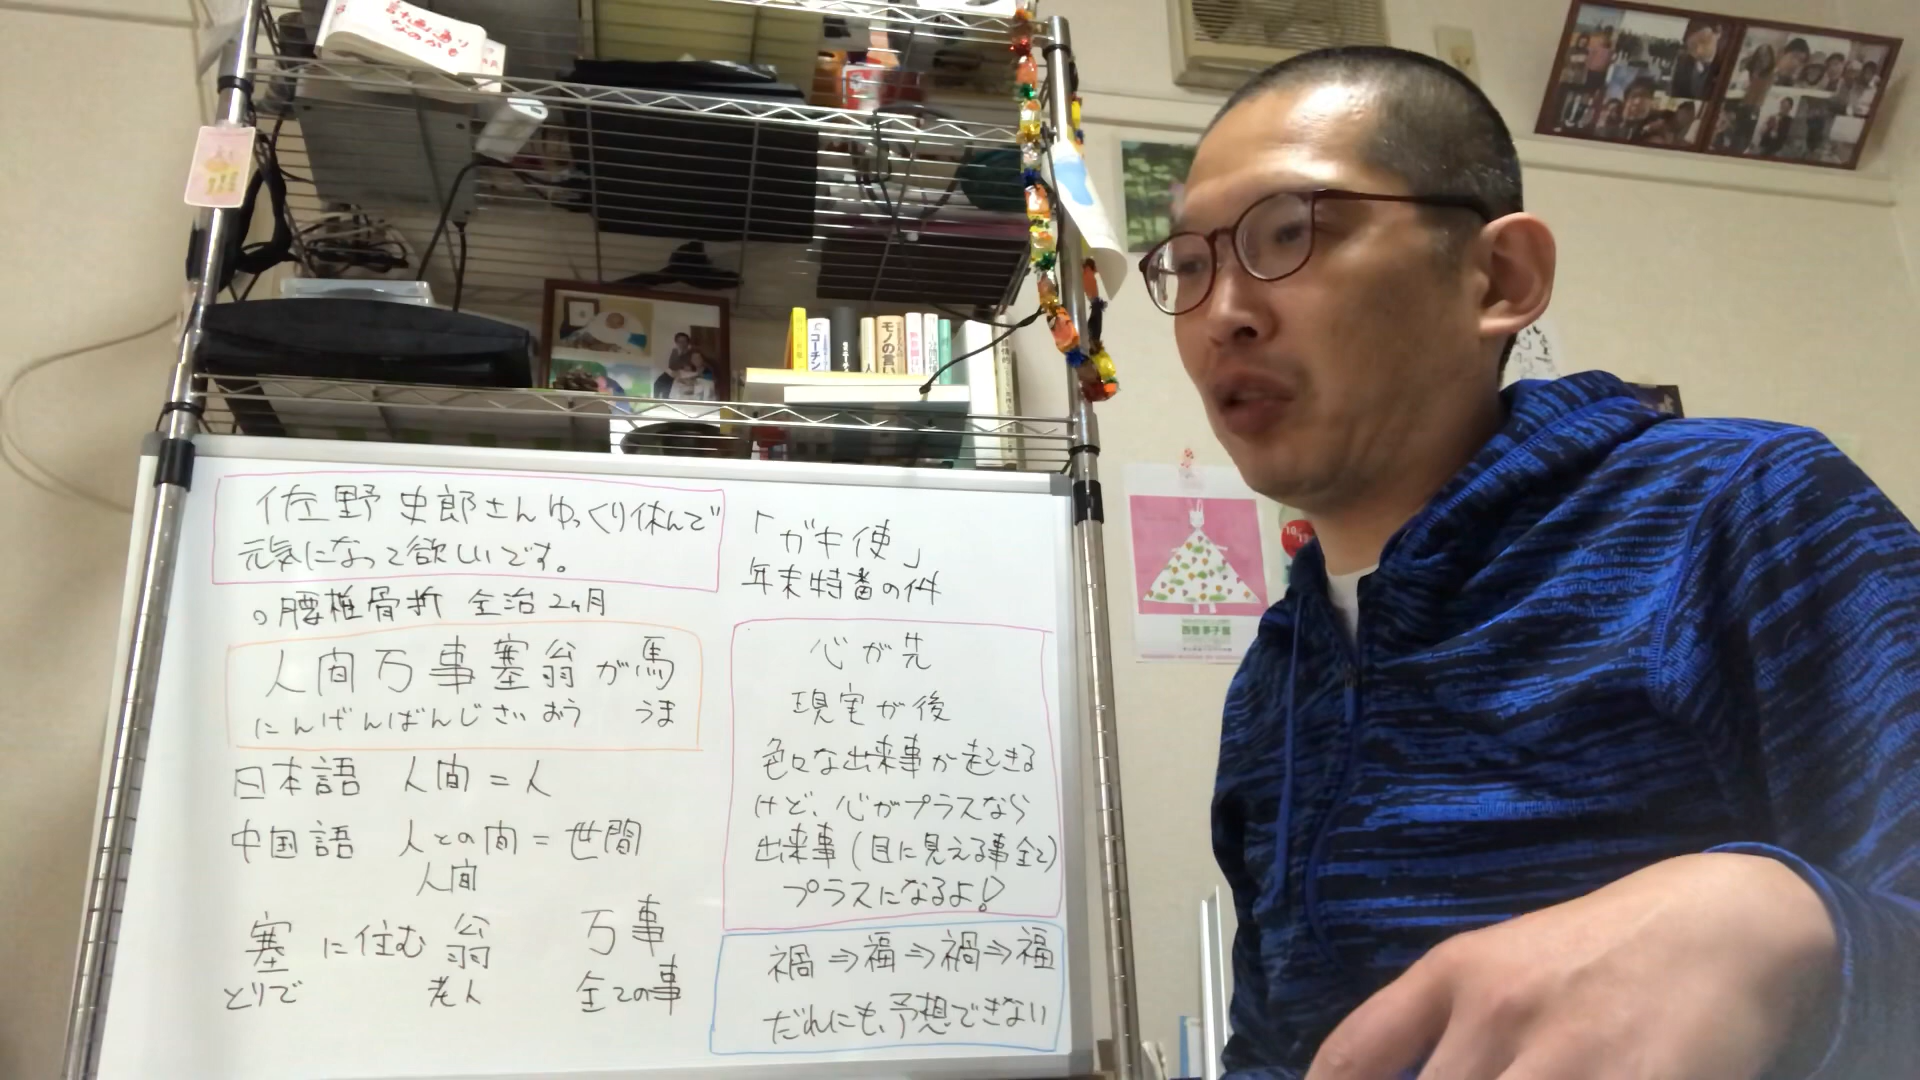 佐野史郎さんゆっくり休んで
元気になって欲しいです。
○腰椎骨折 全治2ヶ月
人間万事塞翁が馬
にんげんばんじさいおう うま
日本語 人間=人
中国語 人との間=世間
人間
塞に住む翁 万事
とりで 老人 全ての事
「ガキ使」
年末特番の件
心が先
現実が後
色々な出来事が起きる
けど、心がプラスなら
出来事(目に見える事全て)
プラスになるよ!
禍⇒福⇒禍⇒福
だれにも、予想できない
コーチン
モノの言い